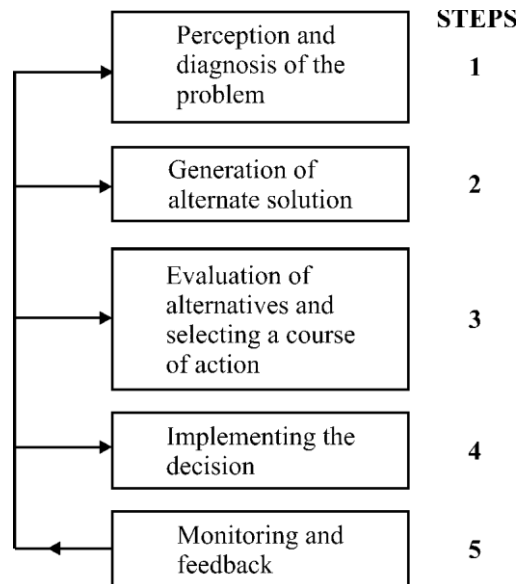 STEPS
Perception and
diagnosis of the
problem
1
Generation of
alternate solution
2
Evaluation of
alternatives and
selecting a course
of action
3
Implementing the
decision
4
Monitoring and
feedback
5